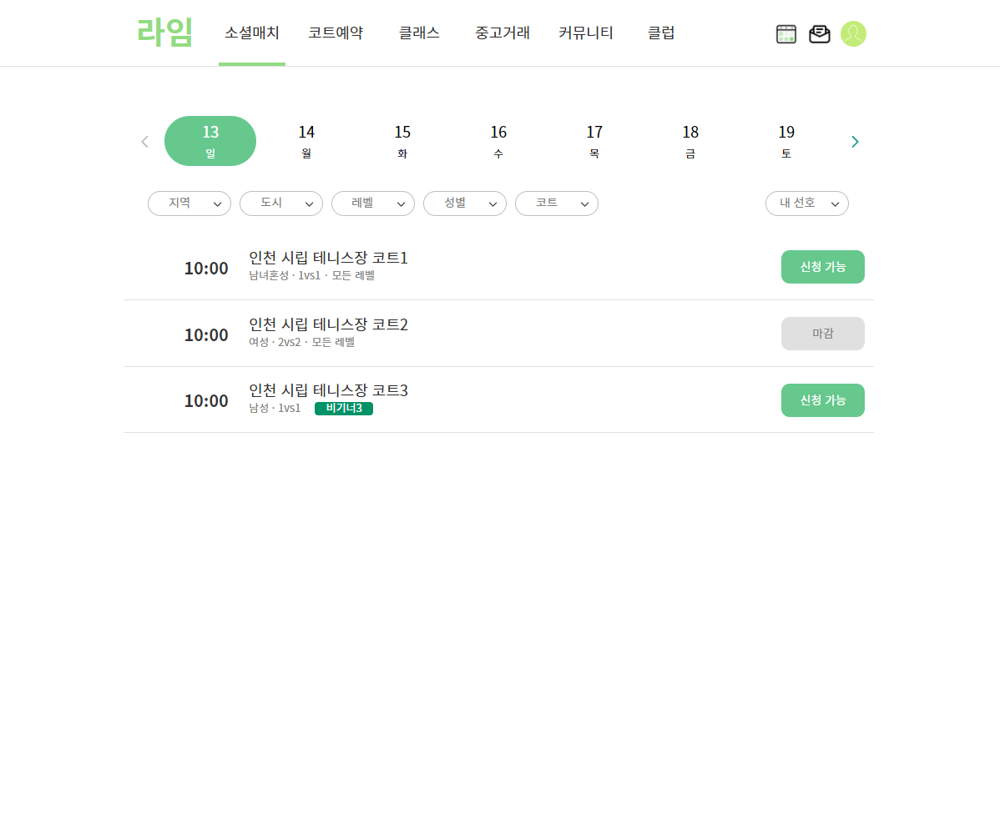 라임 소셜매치 코트예약 클래스 중고거래 커뮤니티 클럽
13 14 15 16 17 18 19
일 월 화 수 목 금 토
지역 도시 레벨 성별 코트 내 선호
인천 시립 테니스장 코트1
10:00 신청 가능
남녀혼성 · 1vs1 · 모든 레벨
인천 시립 테니스장 코트2
10:00 마감
여성 · 2vs2 · 모든 레벨
인천 시립 테니스장 코트3
10:00 신청 가능
남성 · 1vs1 비기너3